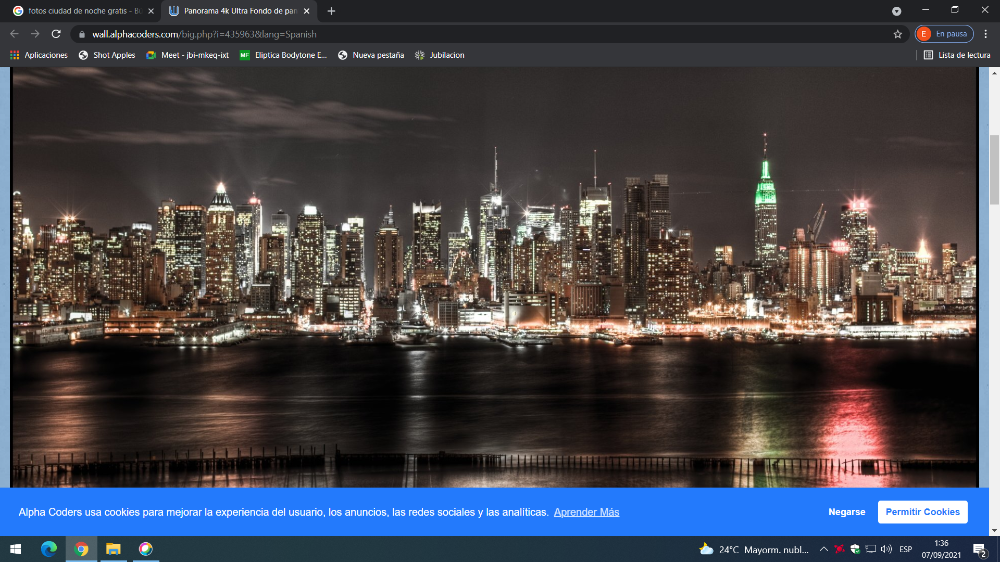 fotos ciudad de noche gratis - Bú
Panorama 4k Ultra Fondo de pan
wall.alphacoders.com/big.php?i=435963&lang=Spanish
E En pausa
Aplicaciones Shot Apples Meet - jbi-mkeq-ixt MF Eliptica Bodytone E... Nueva pestaña Jubilacion Lista de lectura
NEW
YORKER
Alpha Coders usa cookies para mejorar la experiencia del usuario, los anuncios, las redes sociales y las analíticas. Aprender Más
Negarse Permitir Cookies
24°C Mayorm. nubl... ESP
1:36
07/09/2021
2